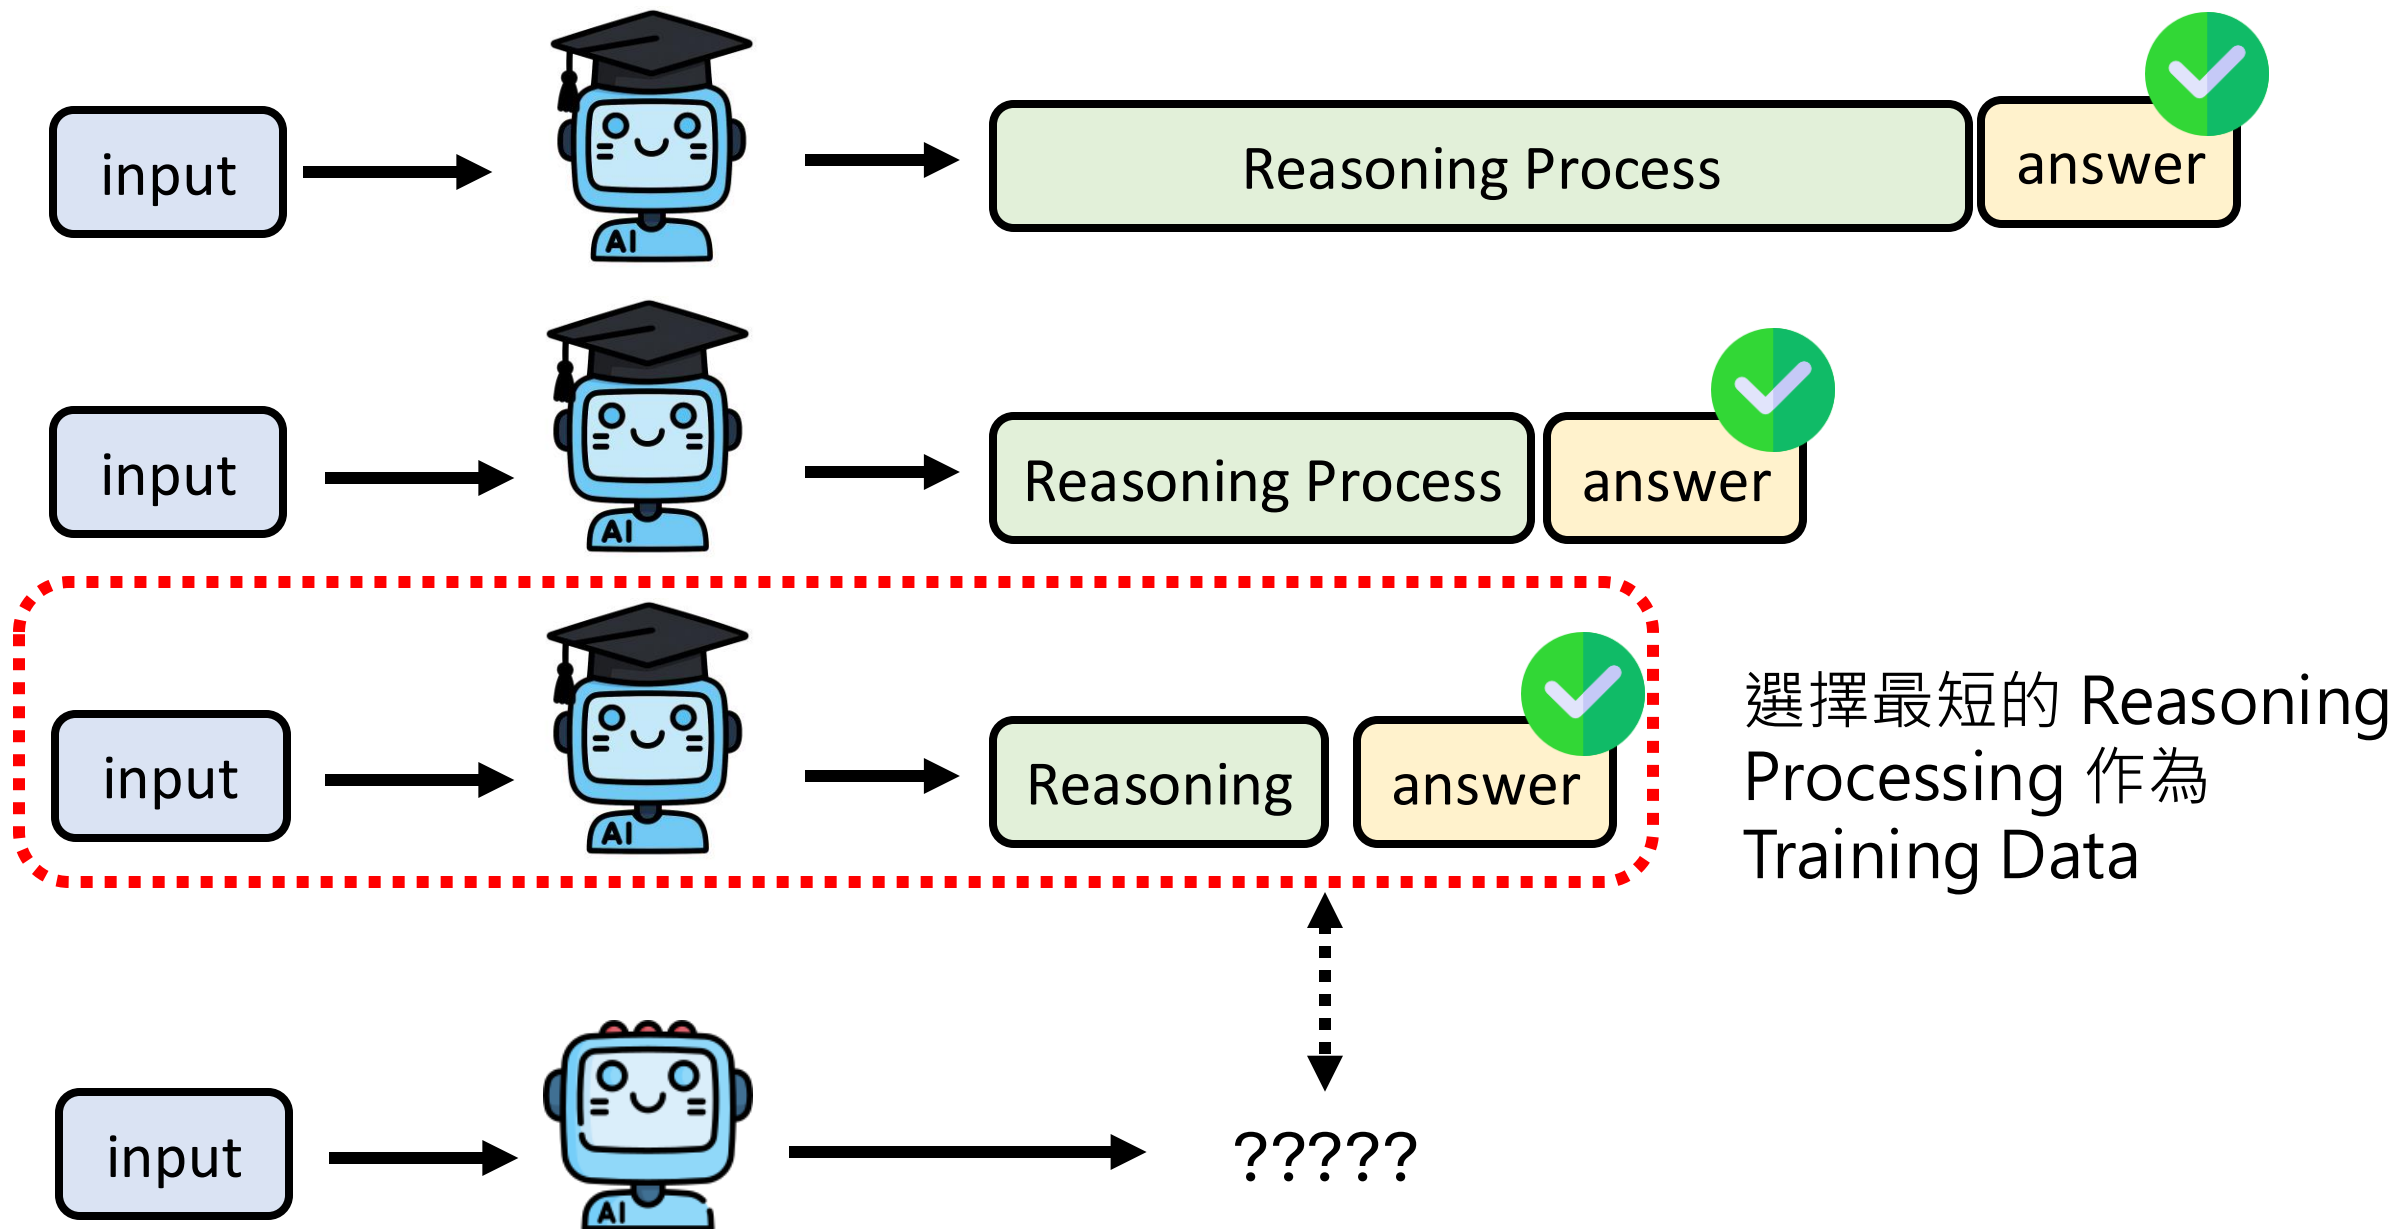 input
AI
Reasoning Process
answer
input
AI
Reasoning Process
answer
input
AI
Reasoning
answer
選擇最短的 Reasoning
Processing 作為
Training Data
input
AI
?????